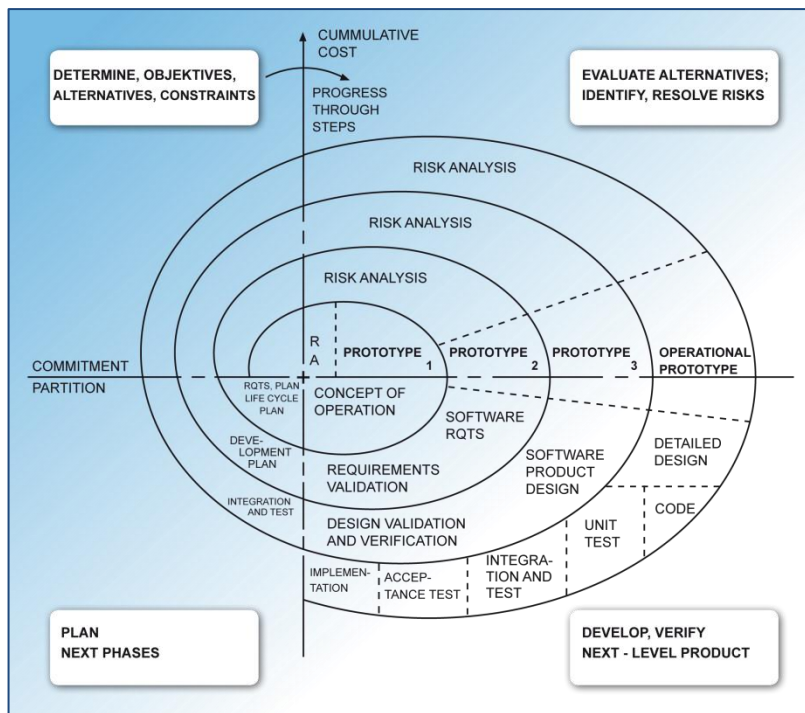 CUMMULATIVE
COST
DETERMINE, OBJEKTIVES,
ALTERNATIVES, CONSTRAINTS
EVALUATE ALTERNATIVES;
IDENTIFY, RESOLVE RISKS
PROGRESS
THROUGH
STEPS
RISK ANALYSIS
RISK ANALYSIS
RISK ANALYSIS
R
A
PROTOTYPE
1
PROTOTYPE
2
PROTOTYPE
3
OPERATIONAL
PROTOTYPE
COMMITMENT
PARTITION
RQTS, PLAN
LIFE CYCLE
PLAN
CONCEPT OF
OPERATION
SOFTWARE
RQTS
DEVE-
LOPMENT
PLAN
REQUIREMENTS
VALIDATION
SOFTWARE
PRODUCT
DESIGN
DETAILED
DESIGN
INTEGRATION
AND TEST
DESIGN VALIDATION
AND VERIFICATION
CODE
UNIT
TEST
IMPLEMEN-
TATION
ACCEP-
TANCE TEST
INTEGRA-
TION AND
TEST
PLAN
NEXT PHASES
DEVELOP, VERIFY
NEXT - LEVEL PRODUCT